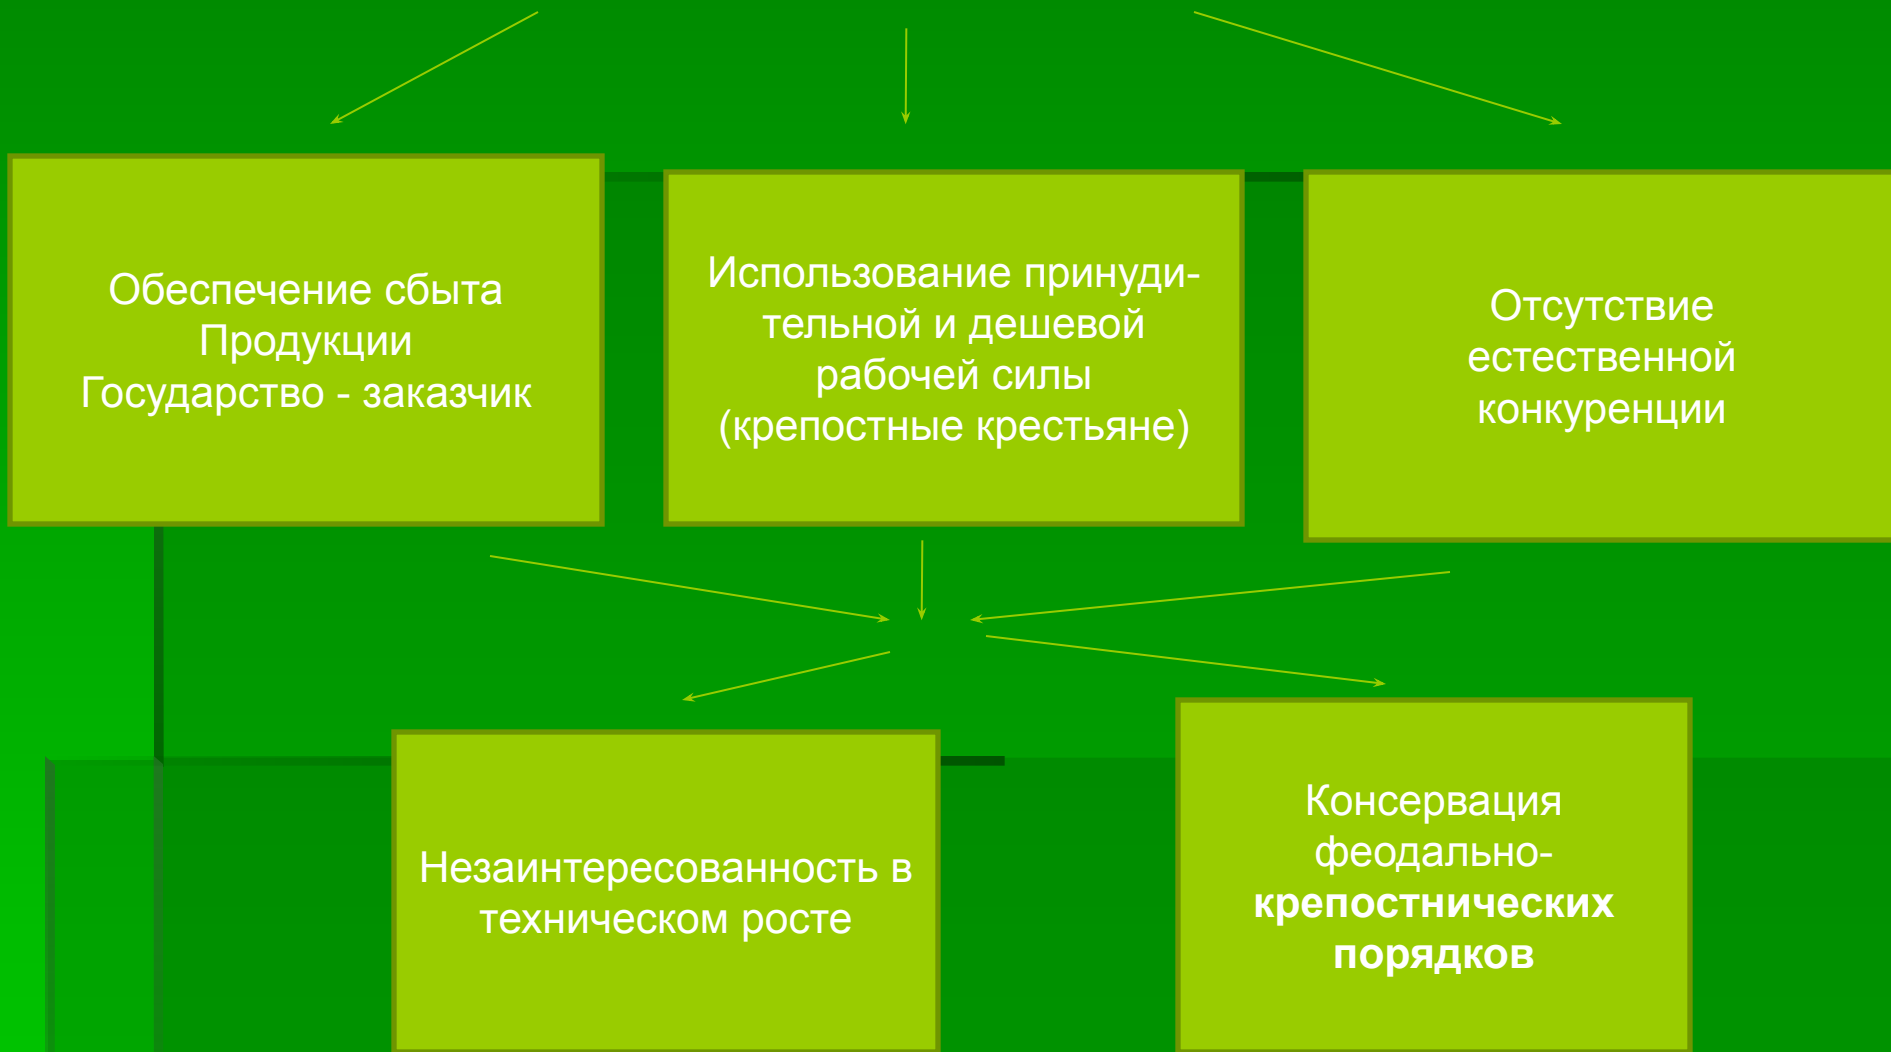 Обеспечение сбыта
Продукции
Государство - заказчик
Использование принуди-
тельной и дешевой
рабочей силы
(крепостные крестьяне)
Отсутствие
естественной
конкуренции
Незаинтересованность в
техническом росте
Консервация
феодально-
крепостнических
порядков